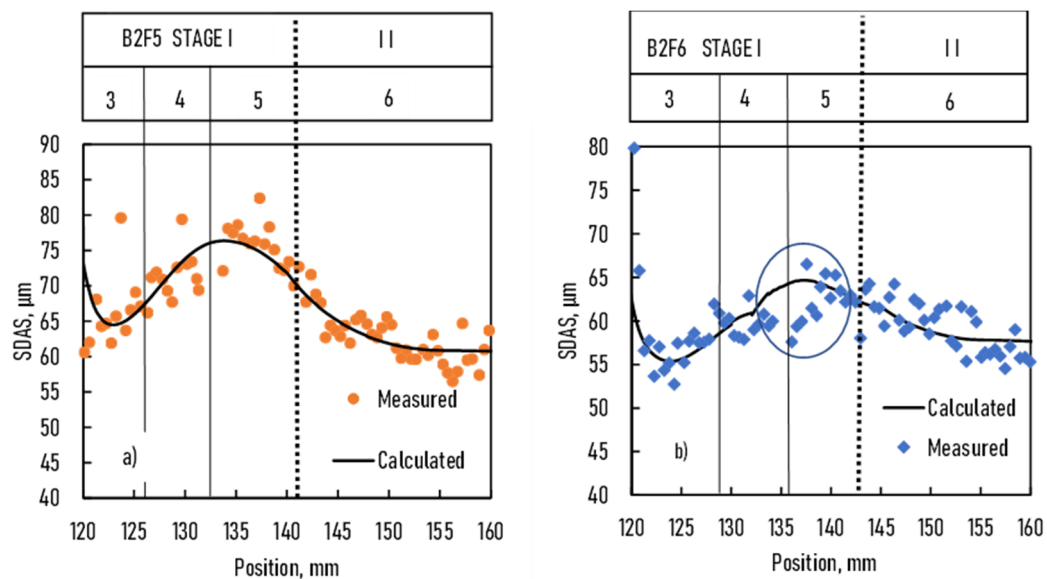 B2F5 STAGE I II
3 4 5 6
90
80
75
70
65
60
55
50
45
40
SDAS, µm
Measured
Calculated
a)
120 125 130 135 140 145 150 155 160
Position, mm
B2F6 STAGE I II
3 4 5 6
80
75
70
65
60
55
50
45
40
SDAS, µm
Calculated
Measured
b)
120 125 130 135 140 145 150 155 160
Position, mm